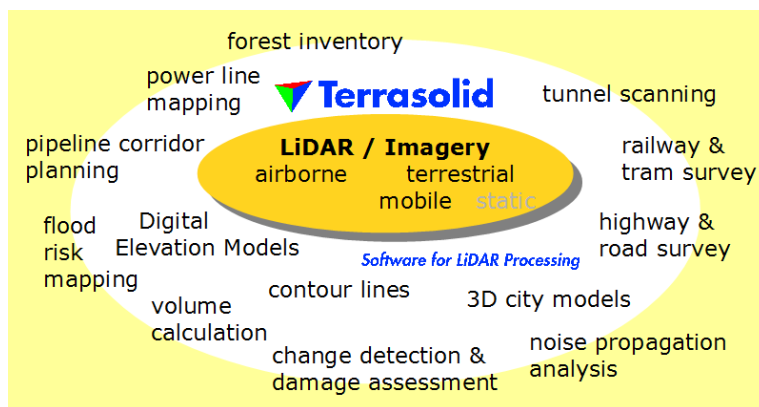 forest inventory
power line
mapping
Terrasolid
tunnel scanning
pipeline corridor
planning
LiDAR / Imagery
airborne terrestrial
mobile static
railway &
tram survey
flood
risk
mapping
Digital
Elevation Models
highway &
road survey
Software for LiDAR Processing
volume
calculation
contour lines
3D city models
change detection &
damage assessment
noise propagation
analysis